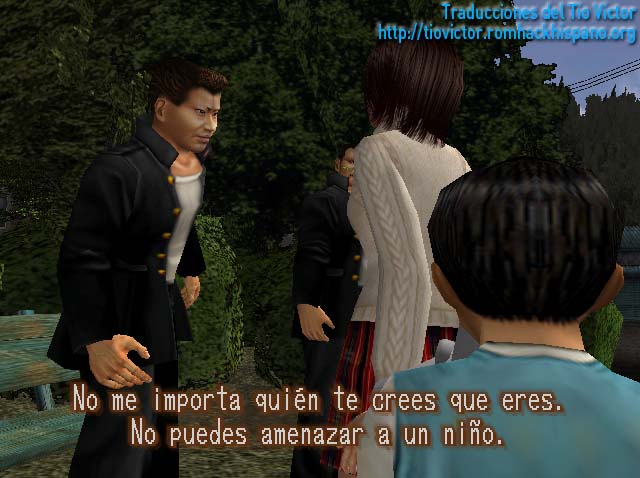 Traducciones del Tio Victor
http://tiovictor.romhackhispano.org
No me importa quién te crees que eres.
No puedes amenazar a un niño.